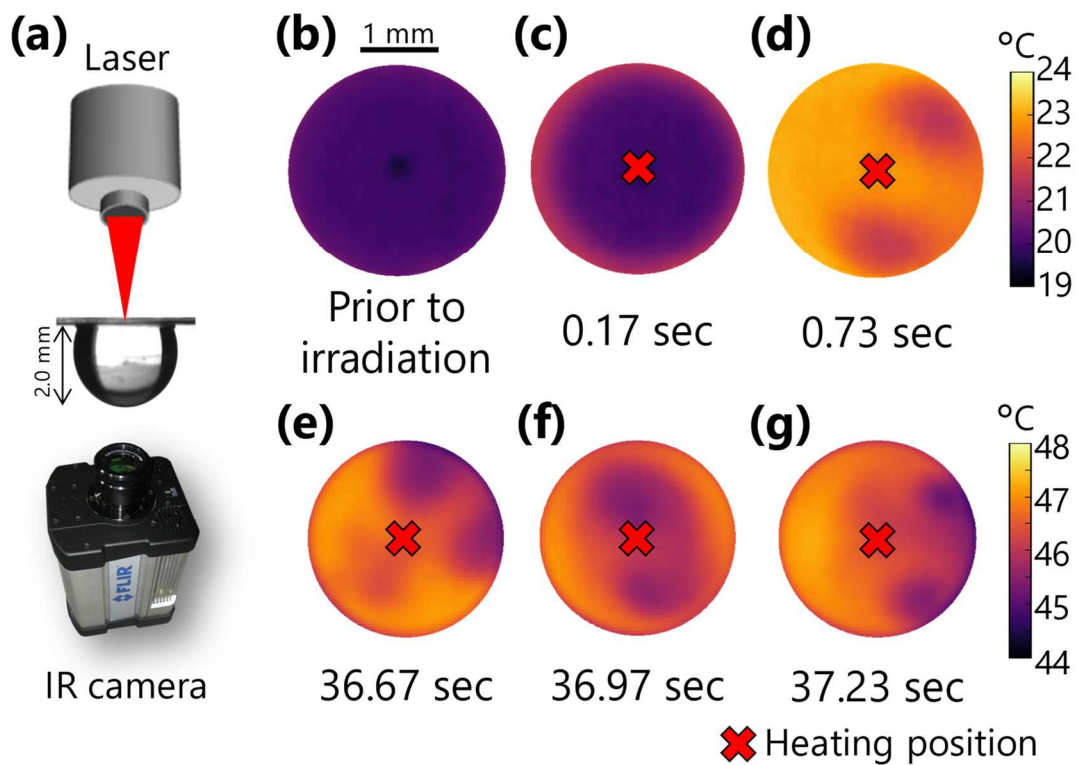 (a)
Laser
2.0 mm
FLIR
IR camera
(b)
1 mm
Prior to
irradiation
(c)
0.17 sec
(d)
0.73 sec
°C
24
23
22
21
20
19
(e)
36.67 sec
(f)
36.97 sec
(g)
37.23 sec
°C
48
47
46
45
44
Heating position